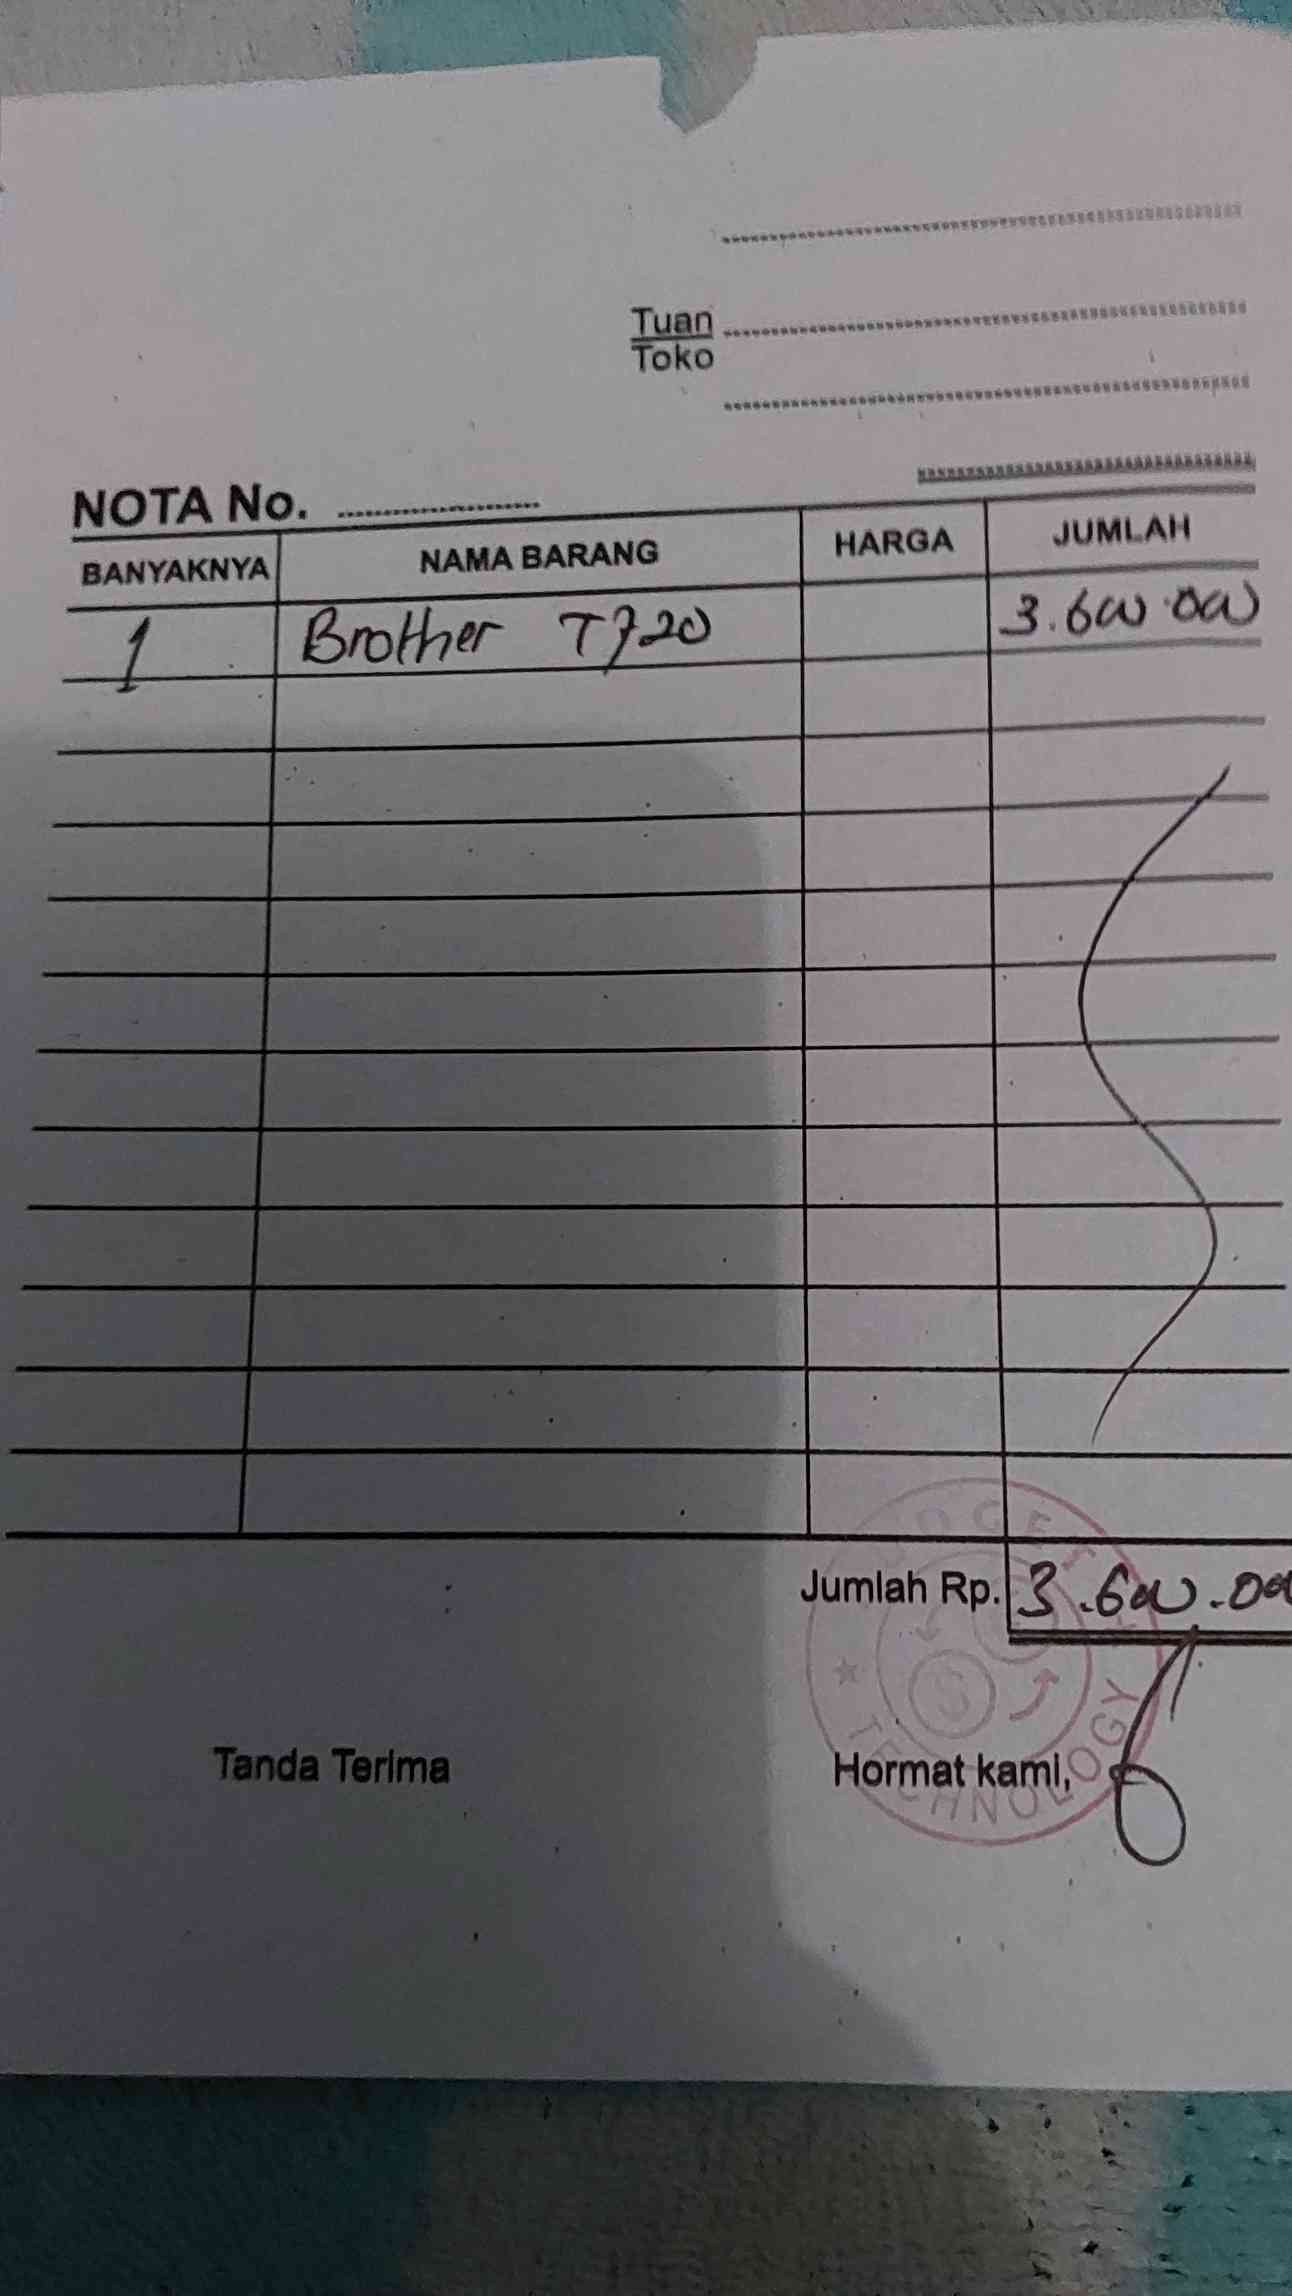 Tuan
Toko
NOTA No.
BANYAKNYA NAMA BARANG HARGA JUMLAH
1 Brother T720 3.600.000
Jumlah Rp. 3.600.000
Tanda Terima Hormat kami,
TECHNOLOGY